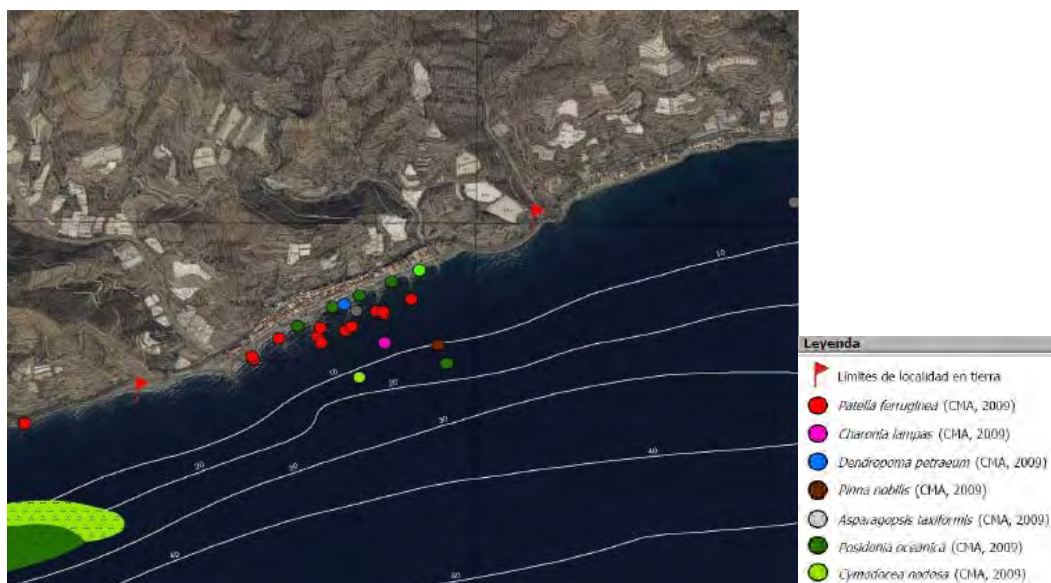 10
10
20
20
30
30
40
40
Leyenda
Límites de localidad en tierra
Patella ferruginea (CMA, 2009)
Charonia lampas (CMA, 2009)
Dendropoma petraeum (CMA, 2009)
Pinna nobilis (CMA, 2009)
Asparagopsis taxiformis (CMA, 2009)
Posidonia oceanica (CMA, 2009)
Cymodocea nodosa (CMA, 2009)